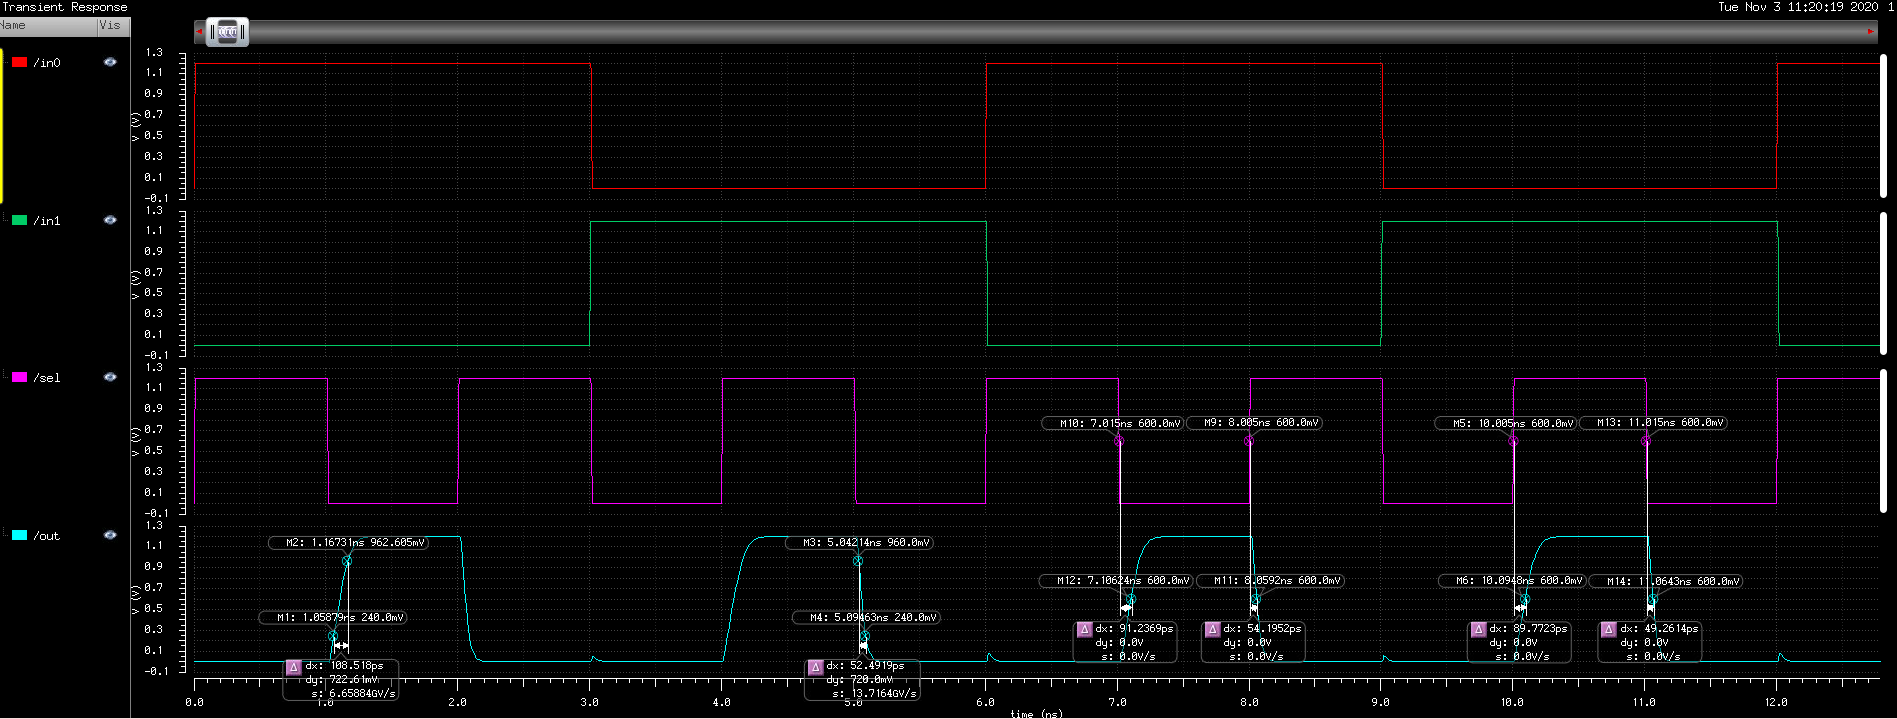 Transient Response
Tue Nov 3 11:20:19 2020 1
Name Vis
/in0
V (V)
1.3
1.1
0.9
0.7
0.5
0.3
0.1
-0.1
/in1
V (V)
1.3
1.1
0.9
0.7
0.5
0.3
0.1
-0.1
/sel
V (V)
1.3
1.1
0.9
0.7
0.5
0.3
0.1
-0.1
M10: 7.015ns 600.0mV
M9: 8.005ns 600.0mV
M5: 10.005ns 600.0mV
M13: 11.015ns 600.0mV
/out
V (V)
1.3
1.1
0.9
0.7
0.5
0.3
0.1
-0.1
M2: 1.16731ns 962.605mV
M3: 5.04214ns 960.0mV
M12: 7.10624ns 600.0mV
M11: 8.0592ns 600.0mV
M6: 10.0948ns 600.0mV
M14: 11.0643ns 600.0mV
M1: 1.05879ns 240.0mV
M4: 5.09463ns 240.0mV
Δ dx: 91.2369ps
dy: 0.0V
s: 0.0V/s
Δ dx: 54.1952ps
dy: 0.0V
s: 0.0V/s
Δ dx: 89.7723ps
dy: 0.0V
s: 0.0V/s
Δ dx: 49.2614ps
dy: 0.0V
s: 0.0V/s
Δ dx: 108.518ps
dy: 722.61mV
s: 6.65884GV/s
Δ dx: 52.4919ps
dy: 720.0mV
s: 13.7164GV/s
0.0 1.0 2.0 3.0 4.0 5.0 6.0 7.0 8.0 9.0 10.0 11.0 12.0
time (ns)